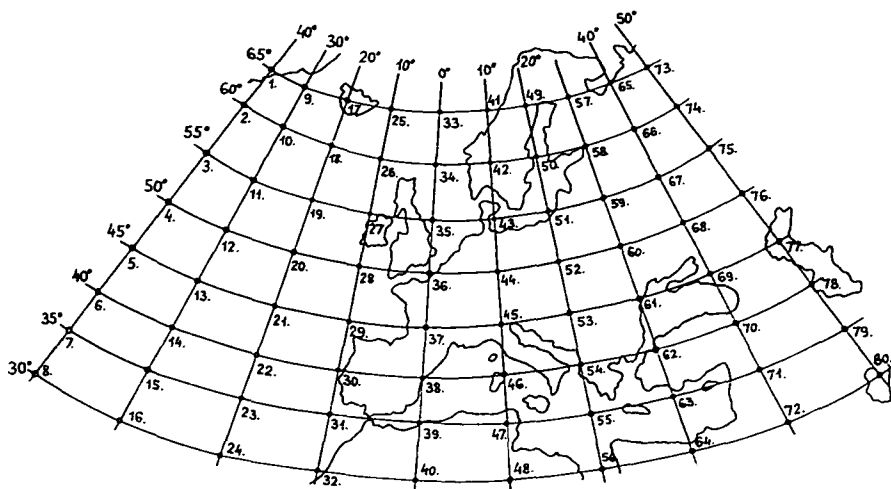 40° 30° 20° 10° 0° 10° 20° 40° 50°
65° 1. 9. 17. 25. 33. 41. 49. 57. 65. 73.
60° 2. 10. 18. 26. 34. 42. 50. 58. 66. 74.
55° 3. 11. 19. 27. 35. 43. 51. 59. 67. 75.
50° 4. 12. 20. 28. 36. 44. 52. 60. 68. 76.
45° 5. 13. 21. 29. 37. 45. 53. 61. 69. 77.
40° 6. 14. 22. 30. 38. 46. 54. 62. 70. 78.
35° 7. 15. 23. 31. 39. 47. 55. 63. 71. 79.
30° 8. 16. 24. 32. 40. 48. 56. 64. 72. 80.